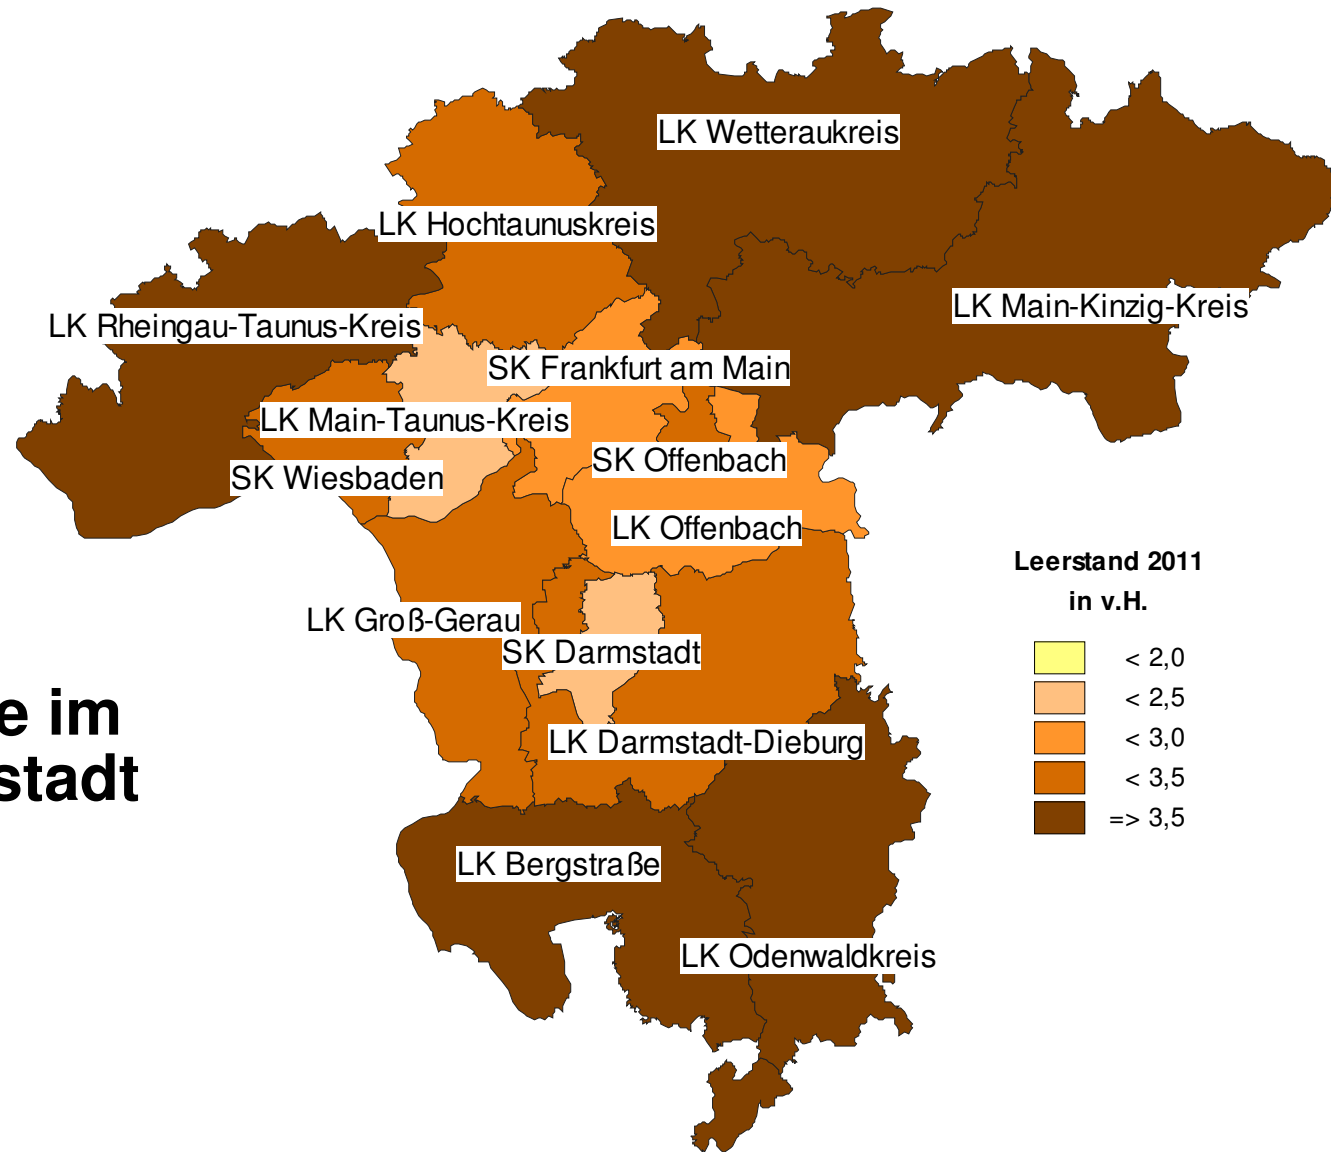 LK Wetteraukreis
LK Hochtaunuskreis
LK Main-Kinzig-Kreis
LK Rheingau-Taunus-Kreis
SK Frankfurt am Main
LK Main-Taunus-Kreis
SK Offenbach
SK Wiesbaden
LK Offenbach
LK Groß-Gerau
SK Darmstadt
LK Darmstadt-Dieburg
LK Bergstraße
LK Odenwaldkreis
Leerstand 2011
in v.H.
< 2,0
< 2,5
< 3,0
< 3,5
=> 3,5
e im
stadt